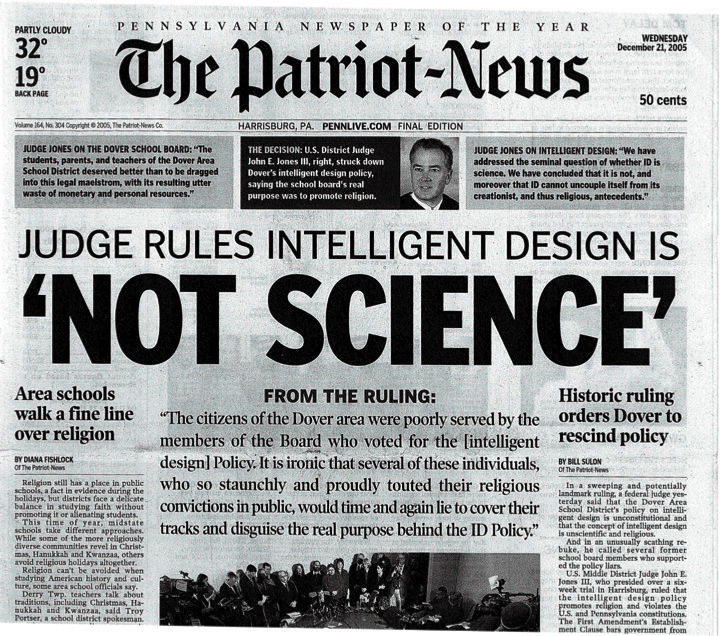 PENNSYLVANIA NEWSPAPER OF THE YEAR
PARTLY CLOUDY
32°
19°
BACK PAGE
The Patriot-News
WEDNESDAY
December 21, 2005
50 cents
Volume 164, No. 304 Copyright © 2005, The Patriot-News Co.
HARRISBURG, PA. PENNLIVE.COM FINAL EDITION
JUDGE JONES ON THE DOVER SCHOOL BOARD: “The
students, parents, and teachers of the Dover Area
School District deserved better than to be dragged
into this legal maelstrom, with its resulting utter
waste of monetary and personal resources.”
THE DECISION: U.S. District Judge
John E. Jones III, right, struck down
Dover’s intelligent design policy,
saying the school board’s real
purpose was to promote religion.
JUDGE JONES ON INTELLIGENT DESIGN: “We have
addressed the seminal question of whether ID is
science. We have concluded that it is not, and
moreover that ID cannot uncouple itself from its
creationist, and thus religious, antecedents.”
JUDGE RULES INTELLIGENT DESIGN IS
‘NOT SCIENCE’
Area schools
walk a fine line
over religion
BY DIANA FISHLOCK
Of The Patriot-News
Religion still has a place in public
schools, a fact in evidence during the
holidays, but districts face a delicate
balance in studying faith without
promoting it or alienating students.
This time of year, midstate
schools take different approaches.
While some of the more religiously
diverse communities revel in Christ-
mas, Hanukkah and Kwanzaa, others
avoid religious holidays altogether.
Religion can’t be avoided when
studying American history and cul-
ture, some area school officials say.
Derry Twp. teachers talk about
traditions, including Christmas, Ha-
nukkah and Kwanzaa, said Troy
Portser, a school district spokesman.
FROM THE RULING:
“The citizens of the Dover area were poorly served by the
members of the Board who voted for the [intelligent
design] Policy. It is ironic that several of these individuals,
who so staunchly and proudly touted their religious
convictions in public, would time and again lie to cover their
tracks and disguise the real purpose behind the ID Policy.”
Historic ruling
orders Dover to
rescind policy
BY BILL SULON
Of The Patriot-News
In a sweeping and potentially
landmark ruling, a federal judge yes-
terday said that the Dover Area
School District’s policy on intelli-
gent design is unconstitutional and
that the concept of intelligent design
is unscientific and religious.
And in an unusually scathing re-
buke, he called several former
school board members who support-
ed the policy liars.
U.S. Middle District Judge John E.
Jones III, who presided over a six-
week trial in Harrisburg, ruled that
the intelligent design policy
promotes religion and violates the
U.S. and Pennsylvania constitutions.
The First Amendment’s Establish-
ment Clause bars government from